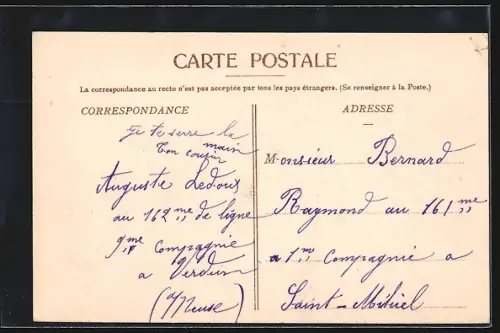 CARTE POSTALE
La correspondance au recto n'est pas acceptée par tous les pays étrangers. (Se renseigner à la Poste.)
CORRESPONDANCE
Je te serre la
main
Ton cousin
Auguste Ledoux
au 162me de ligne
9me Compagnie
a Verdun
(Meuse)
ADRESSE
Monsieur Bernard
Raymond au 161me
a 1m Compagnie a
Saint-Mihiel